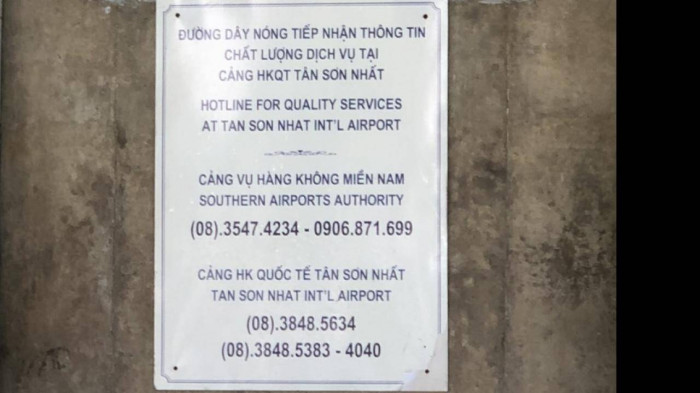 ĐƯỜNG DÂY NÓNG TIẾP NHẬN THÔNG TIN
CHẤT LƯỢNG DỊCH VỤ TẠI
CẢNG HKQT TÂN SƠN NHẤT
HOTLINE FOR QUALITY SERVICES
AT TAN SON NHAT INT'L AIRPORT
CẢNG VỤ HÀNG KHÔNG MIỀN NAM
SOUTHERN AIRPORTS AUTHORITY
(08).3547.4234 - 0906.871.699
CẢNG HK QUỐC TẾ TÂN SƠN NHẤT
TAN SON NHAT INT'L AIRPORT
(08).3848.5634
(08).3848.5383 - 4040